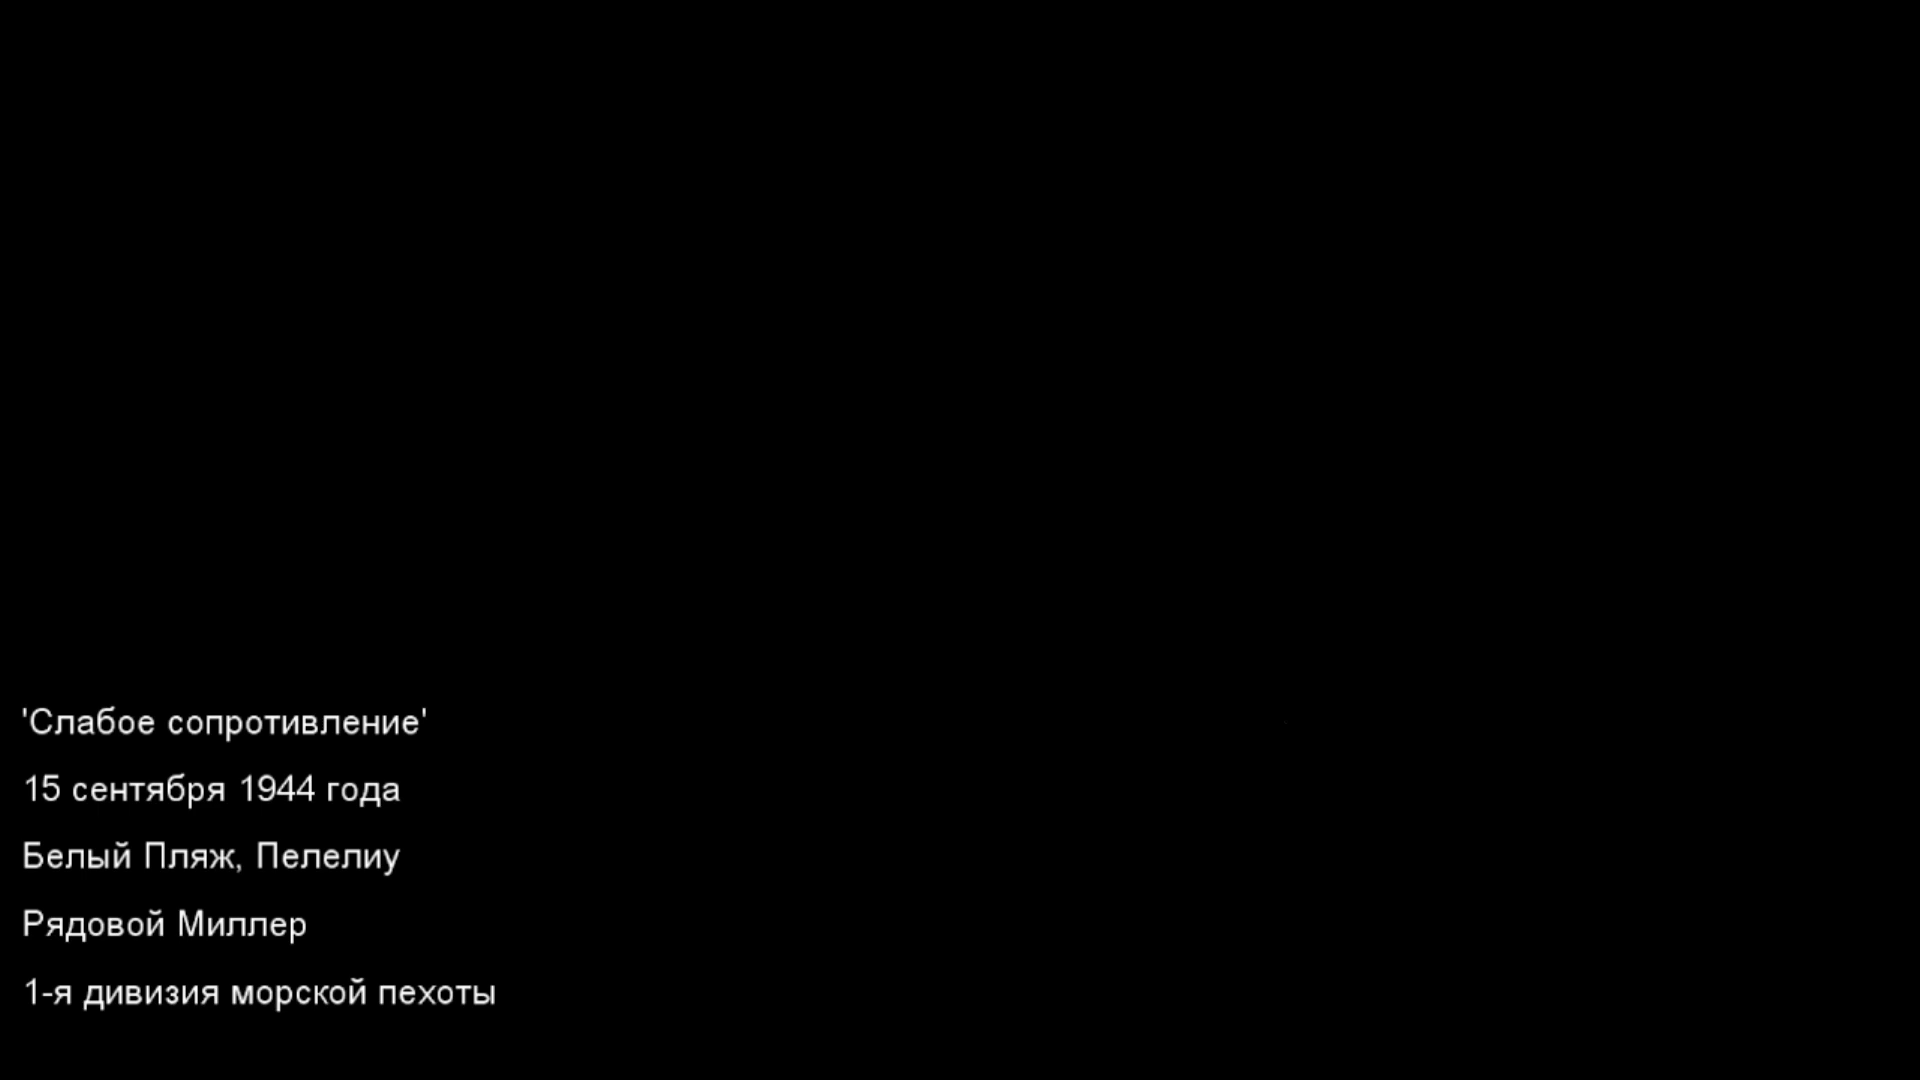 'Слабое сопротивление'
15 сентября 1944 года
Белый Пляж, Пелелиу
Рядовой Миллер
1-я дивизия морской пехоты